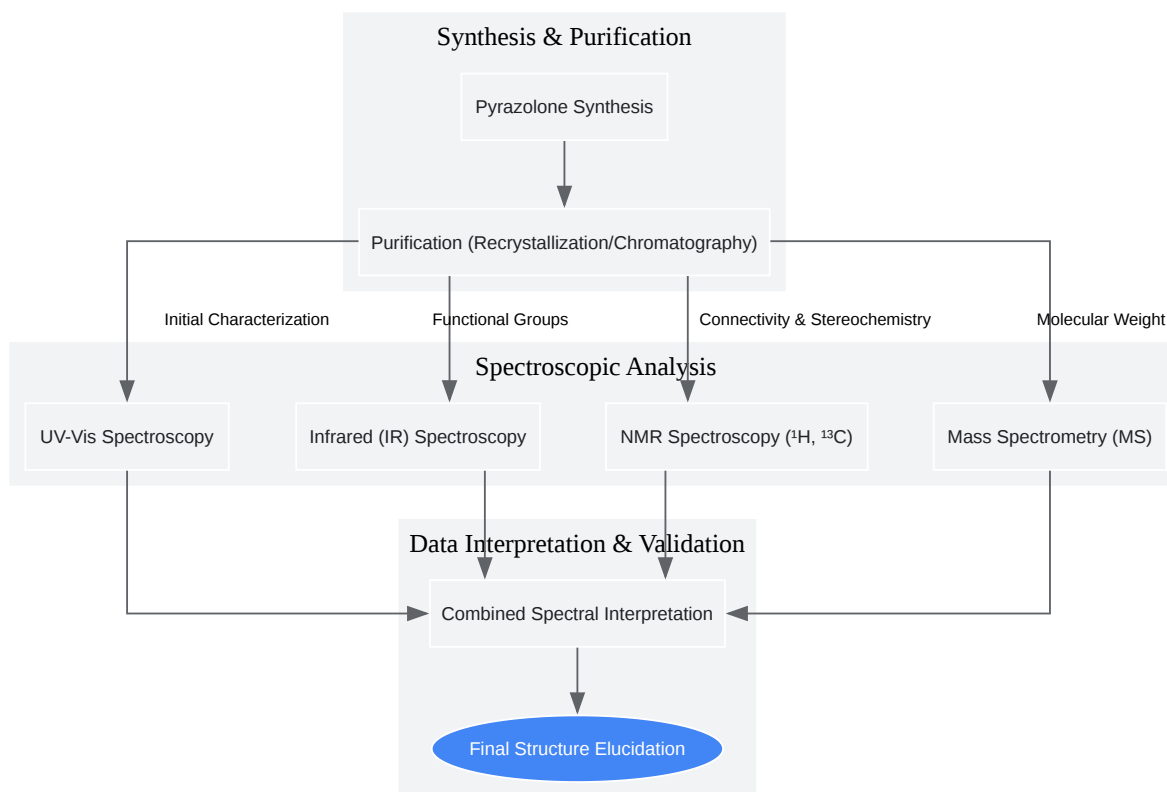 Synthesis & Purification
Pyrazolone Synthesis
Purification (Recrystallization/Chromatography)
Initial Characterization
Functional Groups
Connectivity & Stereochemistry
Molecular Weight
Spectroscopic Analysis
UV-Vis Spectroscopy
Infrared (IR) Spectroscopy
NMR Spectroscopy (¹H, ¹³C)
Mass Spectrometry (MS)
Data Interpretation & Validation
Combined Spectral Interpretation
Final Structure Elucidation